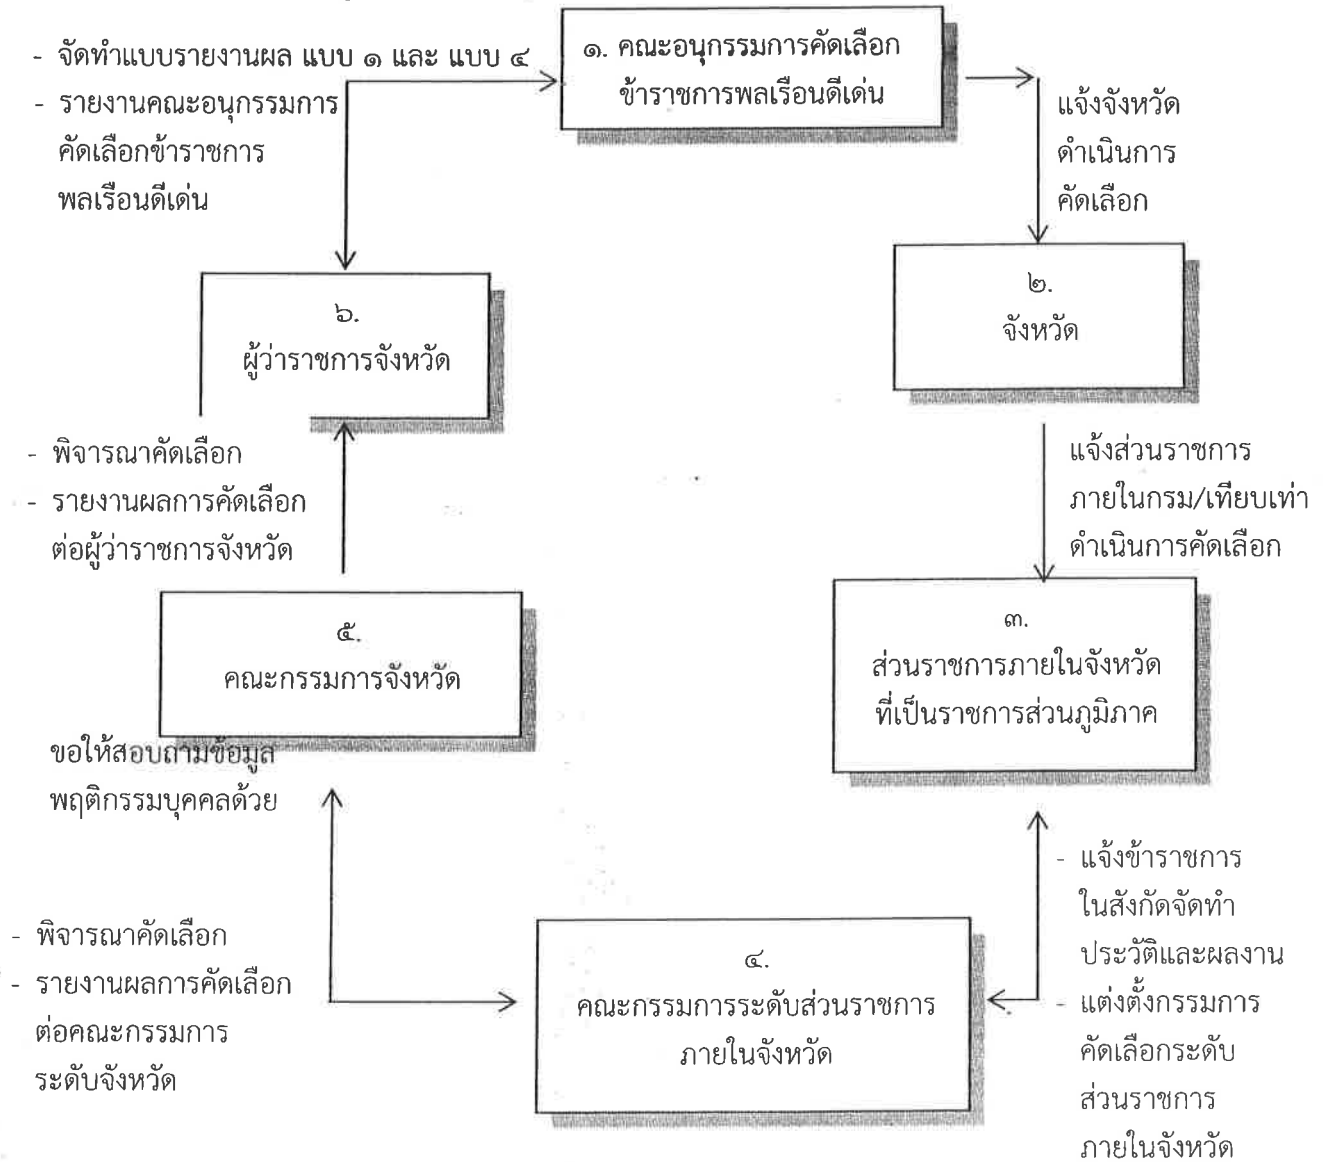 - จัดทำแบบรายงานผล แบบ ๑ และ แบบ ๔
- รายงานคณะอนุกรรมการ
คัดเลือกข้าราชการ
พลเรือนดีเด่น
๑. คณะอนุกรรมการคัดเลือก
ข้าราชการพลเรือนดีเด่น
แจ้งจังหวัด
ดำเนินการ
คัดเลือก
๒.
จังหวัด
แจ้งส่วนราชการ
ภายในกรม/เทียบเท่า
ดำเนินการคัดเลือก
๓.
ส่วนราชการภายในจังหวัด
ที่เป็นราชการส่วนภูมิภาค
- แจ้งข้าราชการ
ในสังกัดจัดทำ
ประวัติและผลงาน
- แต่งตั้งกรรมการ
คัดเลือกระดับ
ส่วนราชการ
ภายในจังหวัด
๔.
คณะกรรมการระดับส่วนราชการ
ภายในจังหวัด
- พิจารณาคัดเลือก
- รายงานผลการคัดเลือก
ต่อคณะกรรมการ
ระดับจังหวัด
๕.
คณะกรรมการจังหวัด
ขอให้สอบถามข้อมูล
พฤติกรรมบุคคลด้วย
- พิจารณาคัดเลือก
- รายงานผลการคัดเลือก
ต่อผู้ว่าราชการจังหวัด
๖.
ผู้ว่าราชการจังหวัด